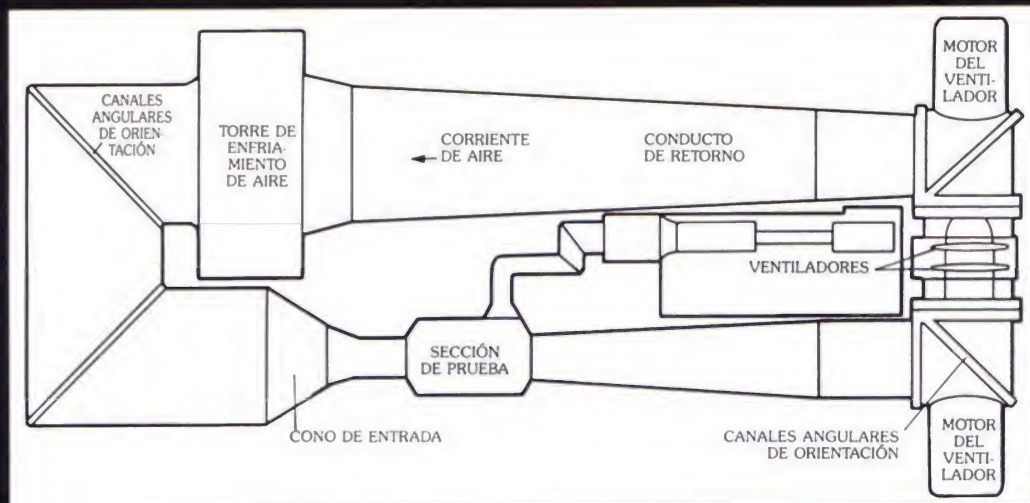 MOTOR
DEL
VENTI-
LADOR
CANALES
ANGULARES
DE ORIEN-
TACIÓN
TORRE DE
ENFRIA-
MIENTO
DE AIRE
CORRIENTE
DE AIRE
CONDUCTO
DE RETORNO
VENTILADORES
SECCIÓN
DE PRUEBA
CONO DE ENTRADA
CANALES ANGULARES
DE ORIENTACIÓN
MOTOR
DEL
VENTI-
LADOR